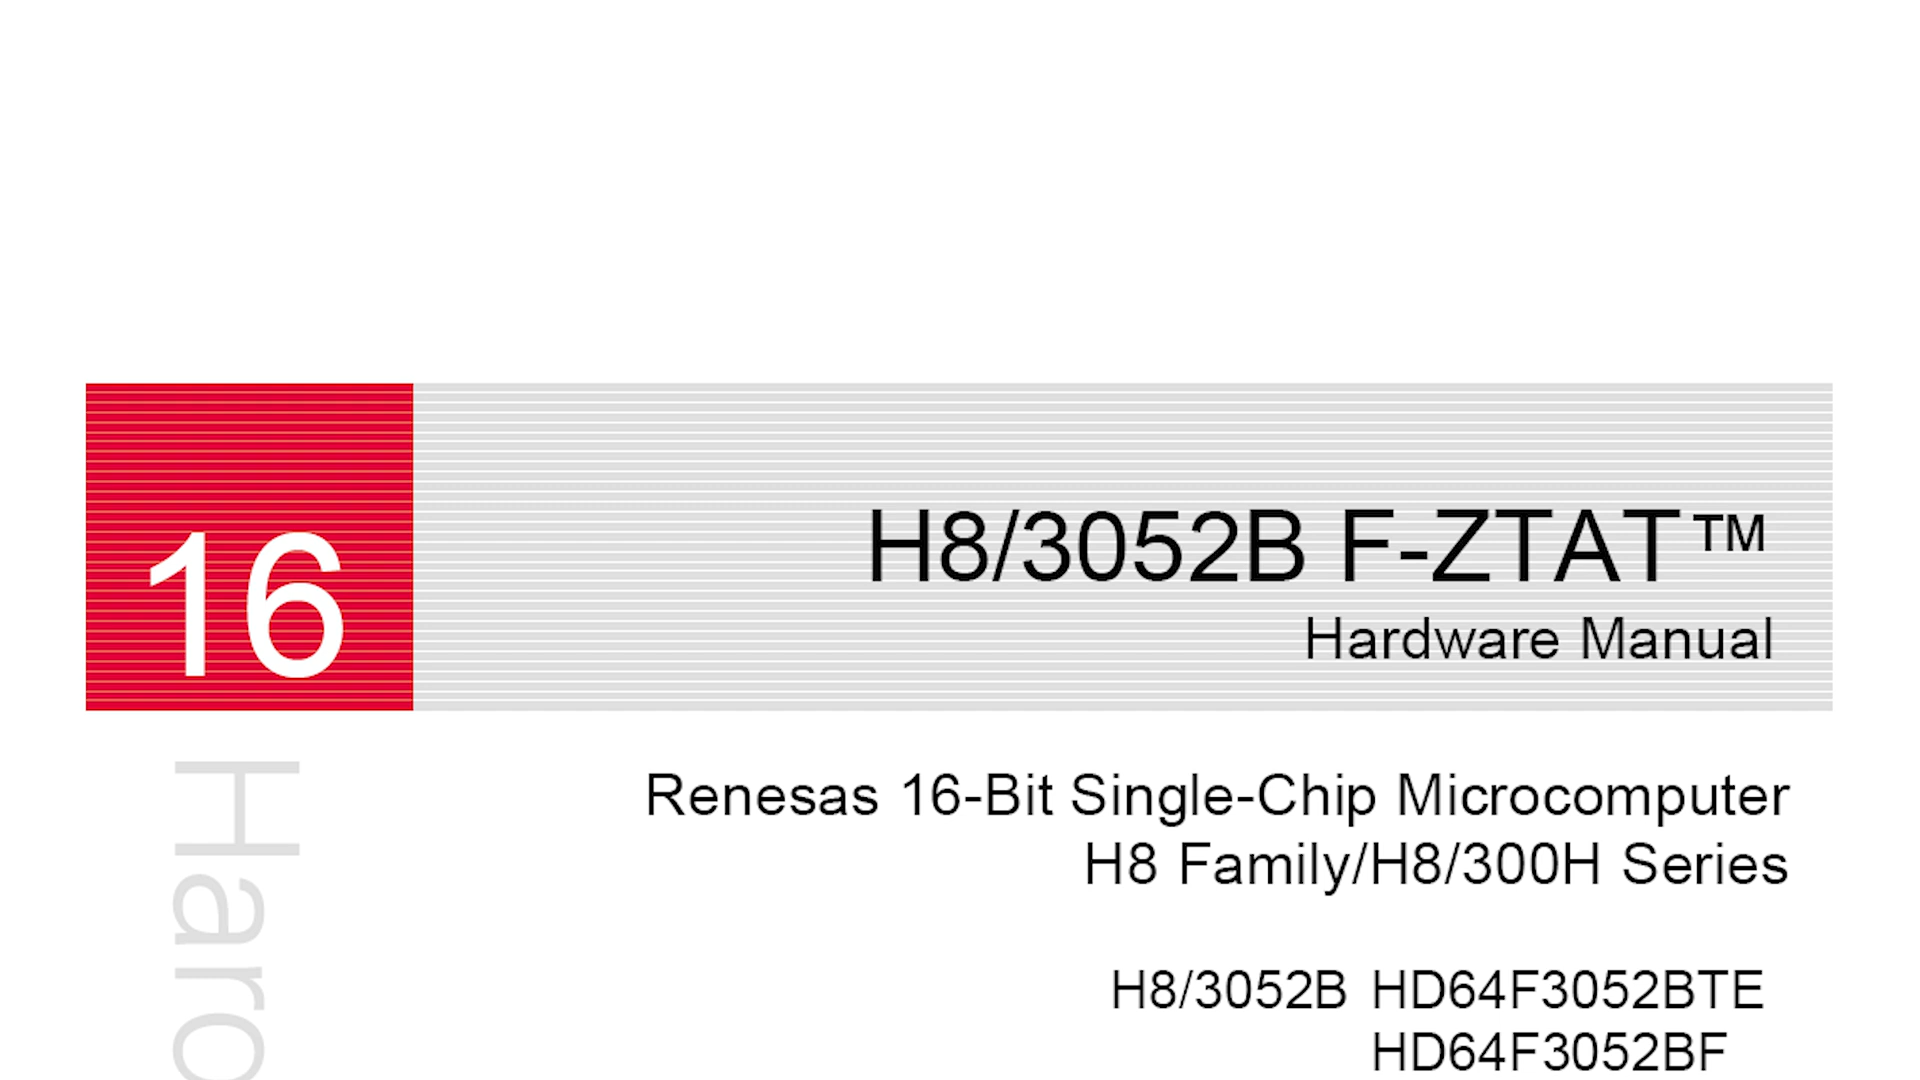 16
H8/3052B F-ZTAT™
Hardware Manual
Renesas 16-Bit Single-Chip Microcomputer
H8 Family/H8/300H Series
H8/3052B HD64F3052BTE
HD64F3052BF